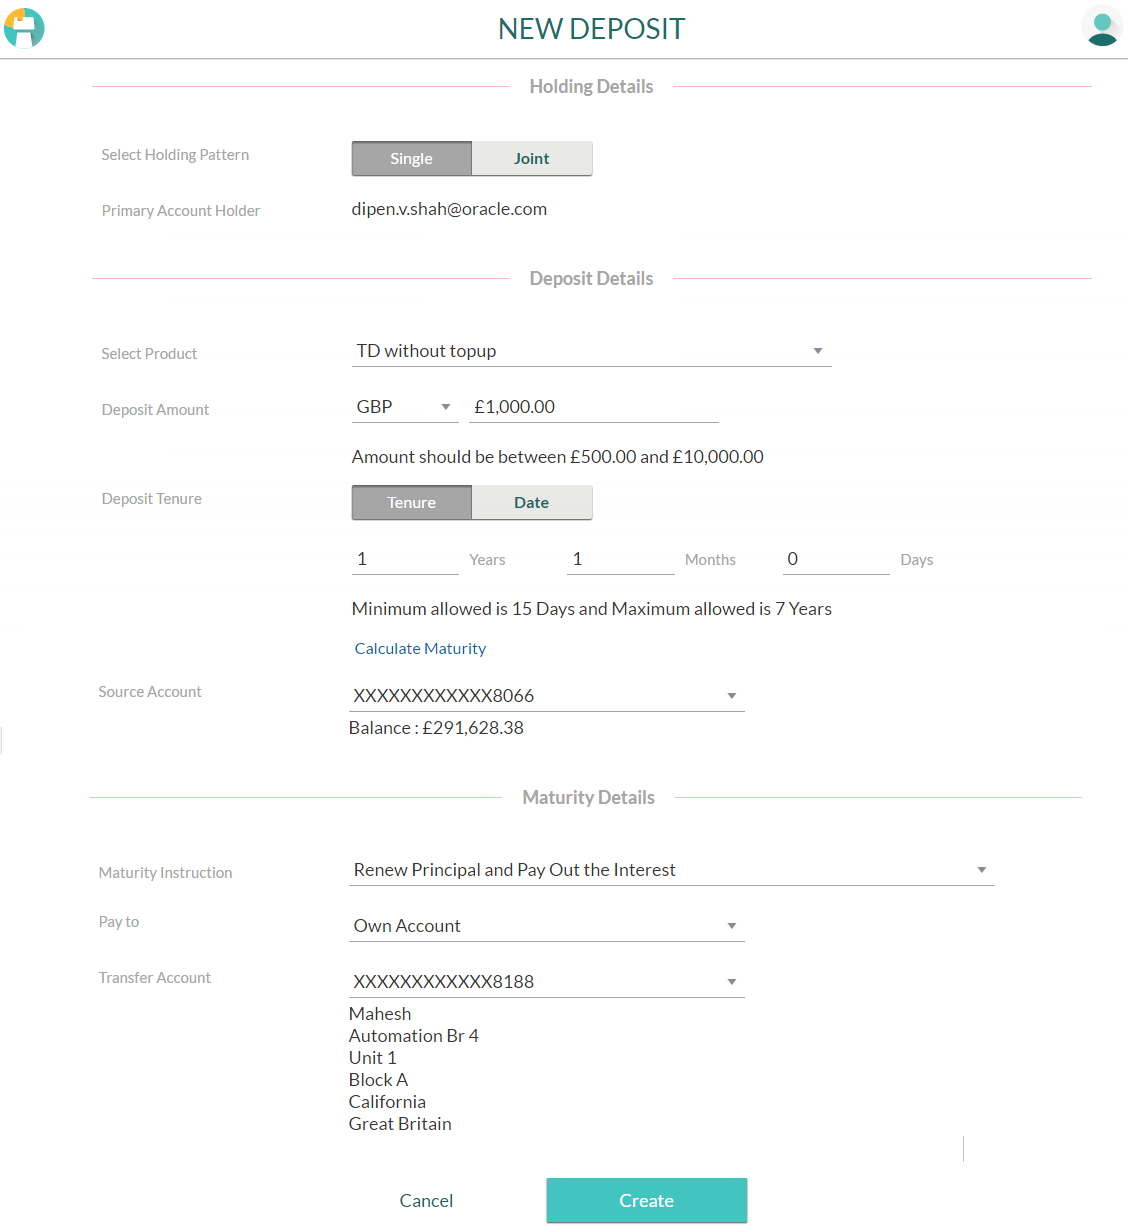 NEW DEPOSIT
Holding Details
Select Holding Pattern
Single Joint
Primary Account Holder
dipen.v.shah@oracle.com
Deposit Details
Select Product
TD without topup
Deposit Amount
GBP £1,000.00
Amount should be between £500.00 and £10,000.00
Deposit Tenure
Tenure Date
1 Years 1 Months 0 Days
Minimum allowed is 15 Days and Maximum allowed is 7 Years
Calculate Maturity
Source Account
XXXXXXXXXXXX8066
Balance : £291,628.38
Maturity Details
Maturity Instruction
Renew Principal and Pay Out the Interest
Pay to
Own Account
Transfer Account
XXXXXXXXXXXX8188
Mahesh
Automation Br 4
Unit 1
Block A
California
Great Britain
Cancel Create